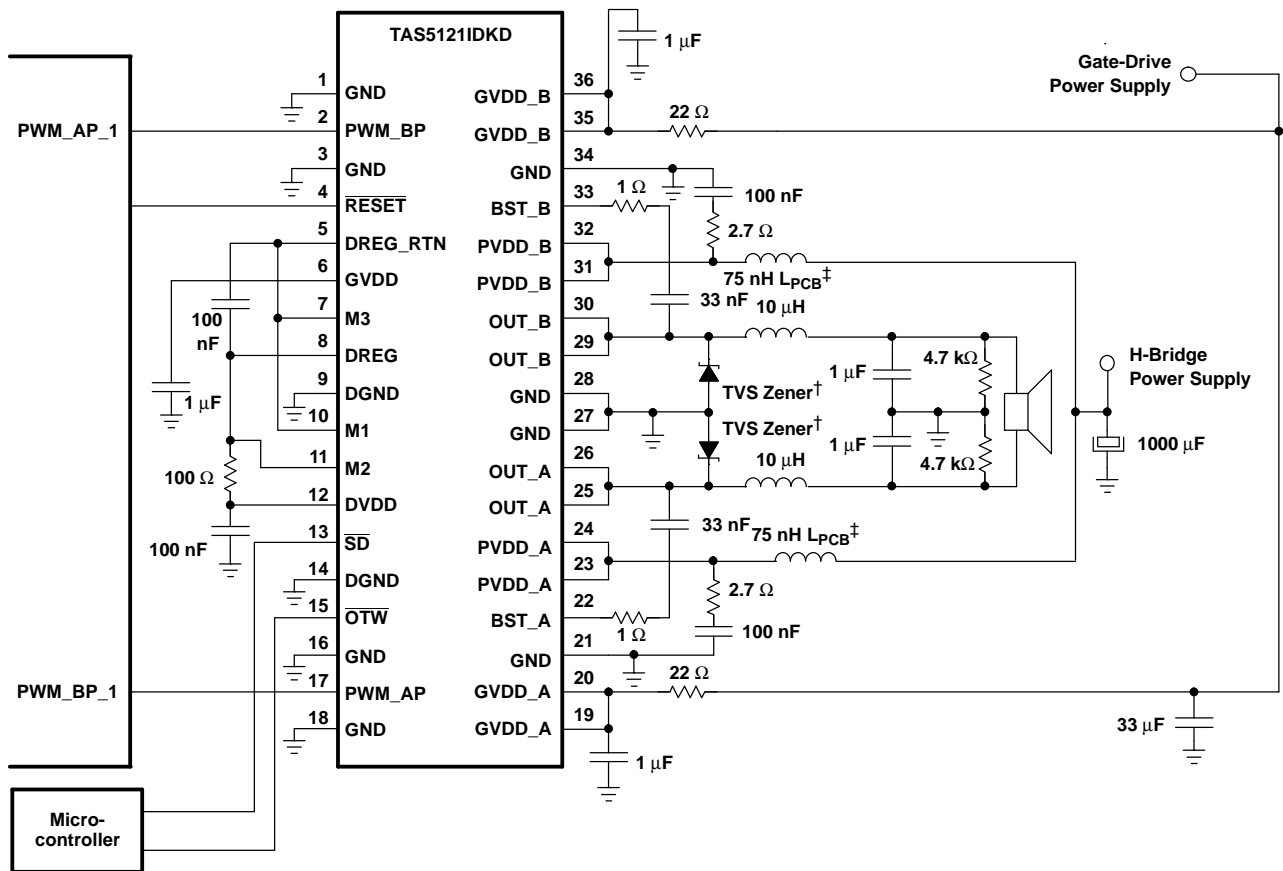 TAS5121IDKD
1 μF
Gate-Drive
Power Supply
1
GND
36
GVDD_B
PWM_AP_1
2
PWM_BP
35
GVDD_B
22 Ω
3
GND
34
GND
4
RESET
33
BST_B
1 Ω
100 nF
5
DREG_RTN
32
PVDD_B
2.7 Ω
6
GVDD
31
PVDD_B
75 nH LPCB‡
7
M3
30
OUT_B
33 nF
10 μH
100
nF
8
DREG
29
OUT_B
4.7 kΩ
H-Bridge
Power Supply
9
DGND
28
GND
TVS Zener†
1 μF
1 μF
10
M1
27
GND
TVS Zener†
1 μF
11
M2
26
OUT_A
10 μH
1000 μF
100 Ω
4.7 kΩ
12
DVDD
25
OUT_A
100 nF
13
SD
24
PVDD_A
33 nF
75 nH LPCB‡
14
DGND
23
PVDD_A
2.7 Ω
15
OTW
22
BST_A
1 Ω
100 nF
16
GND
21
GND
PWM_BP_1
17
PWM_AP
20
GVDD_A
22 Ω
18
GND
19
GVDD_A
33 μF
1 μF
Micro-
controller